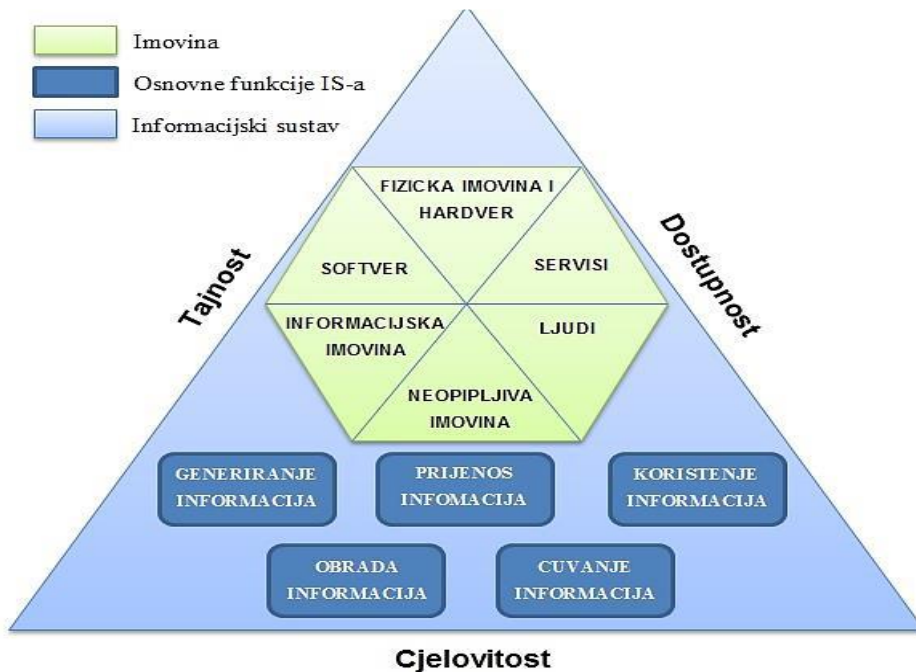 Imovina
Osnovne funkcije IS-a
Informacijski sustav
FIZICKA IMOVINA I
HARDVER
SOFTVER
SERVISI
INFORMACIJSKA
IMOVINA
LJUDI
NEOPIPLJIVA
IMOVINA
Tajnost
Dostupnost
GENERIRANJE
INFORMACIJA
PRIJENOS
INFOMACIJA
KORISTENJE
INFORMACIJA
OBRADA
INFORMACIJA
CUVANJE
INFORMACIJA
Cjelovitost